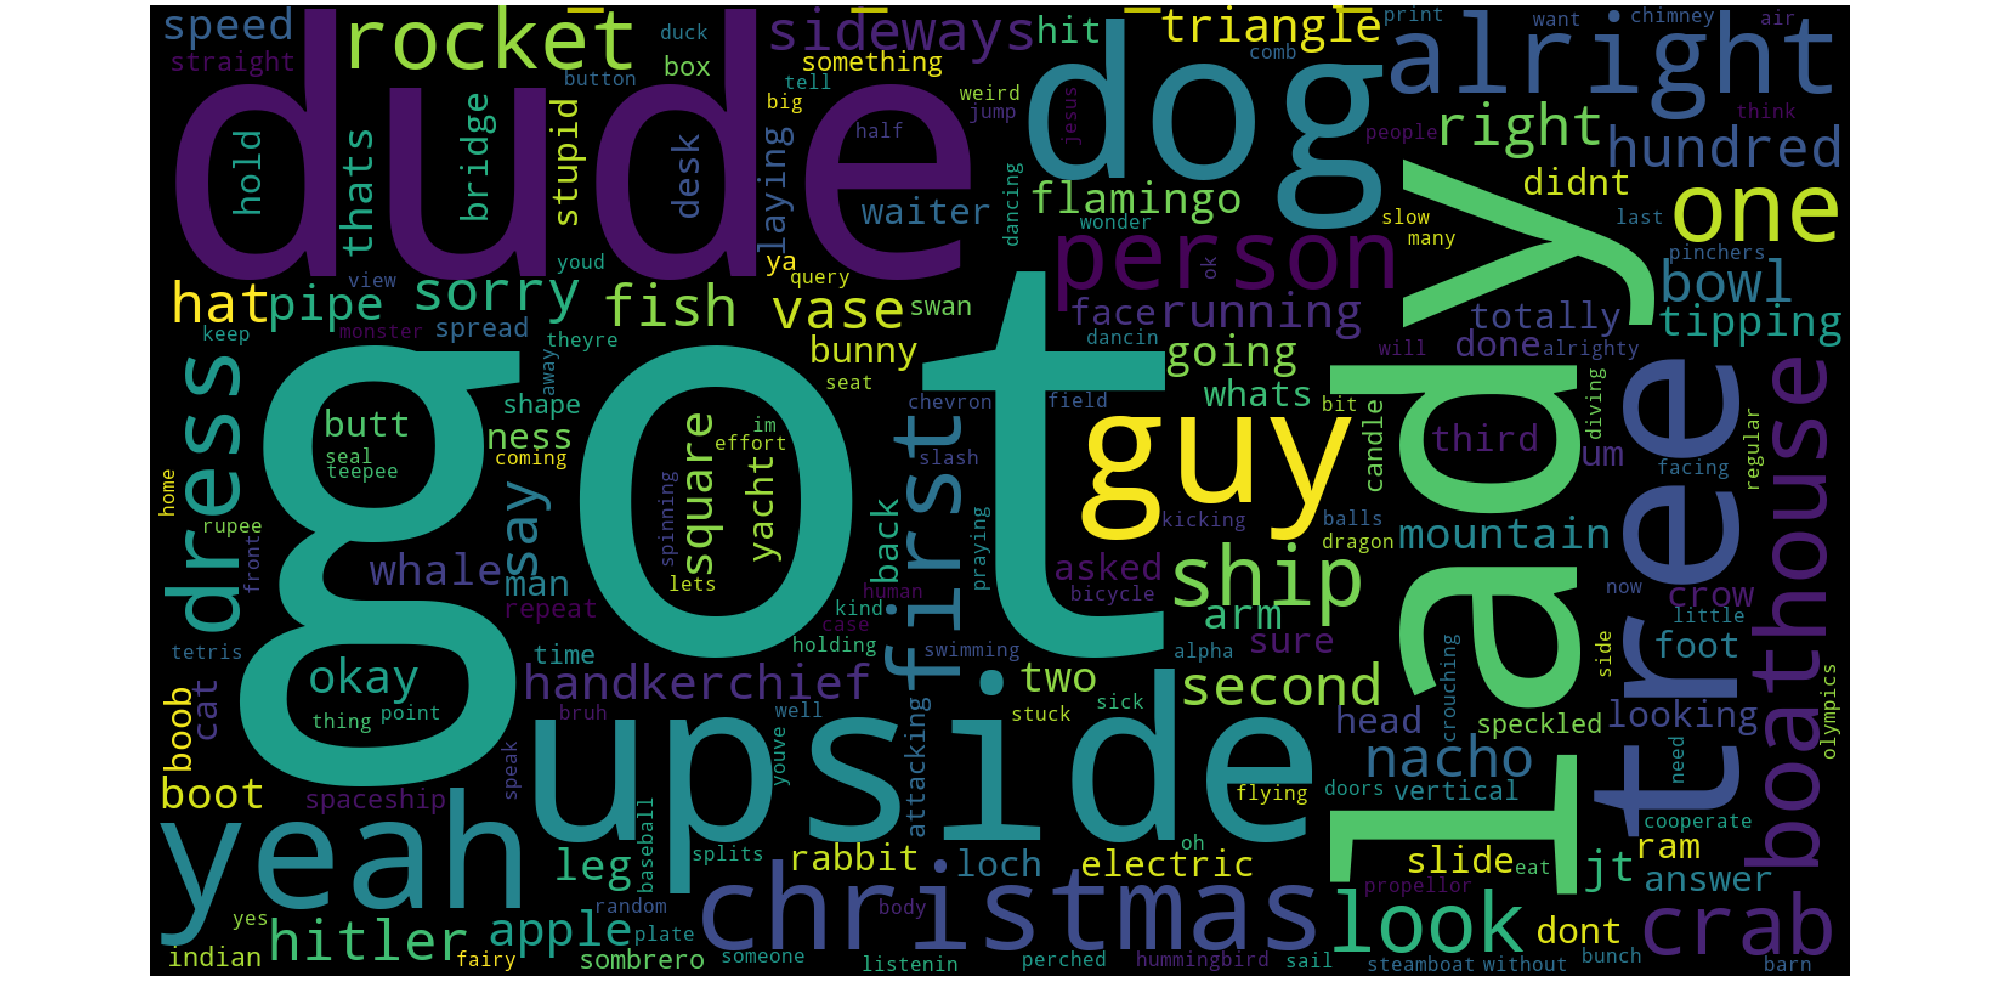 speed
rocket
duck
sideways
hit
triangle
print
want
chimney
air
straight
button
box
something
tell
comb
alright
dude
dog
big
weird
jump
half
jesus
people
think
hold
thats
bridge
stupid
desk
laying
waiter
dancing
flamingo
right
hundred
didnt
one
wonder
slow
many
last
pinchers
view
youd
ya
query
person
ok
bowl
hat
pipe
sorry
fish
vase
swan
face
running
totally
tipping
keep
monster
spread
theyre
bunny
dancin
going
will
done
alrighty
away
seat
whats
dress
got
shape
chevron
field
bit
lady
tree
boathouse
butt
ness
square
im
effort
first
guy
candle
third
diving
um
regular
seal
teepee
coming
yacht
slash
facing
home
rupee
front
say
spinning
back
praying
kicking
balls
dragon
mountain
whale
man
lets
asked
bicycle
ship
now
crow
repeat
human
kind
case
arm
little
tetris
time
holding
swimming
alpha
sure
crouching
side
foot
okay
handkerchief
two
second
cat
boob
thing
point
bruh
well
stuck
sick
head
speckled
looking
olympics
boot
spaceship
speak
upside
youve
attacking
flying
nacho
doors
vertical
need
yeah
leg
baseball
splits
rabbit
loch
oh
electric
slide
eat
jt
ram
cooperate
answer
propellor
yes
hitler
apple
random
plate
christmas
body
look
dont
crab
indian
fairy
sombrero
someone
listenin
perched
hummingbird
sail
steamboat
without
bunch
barn